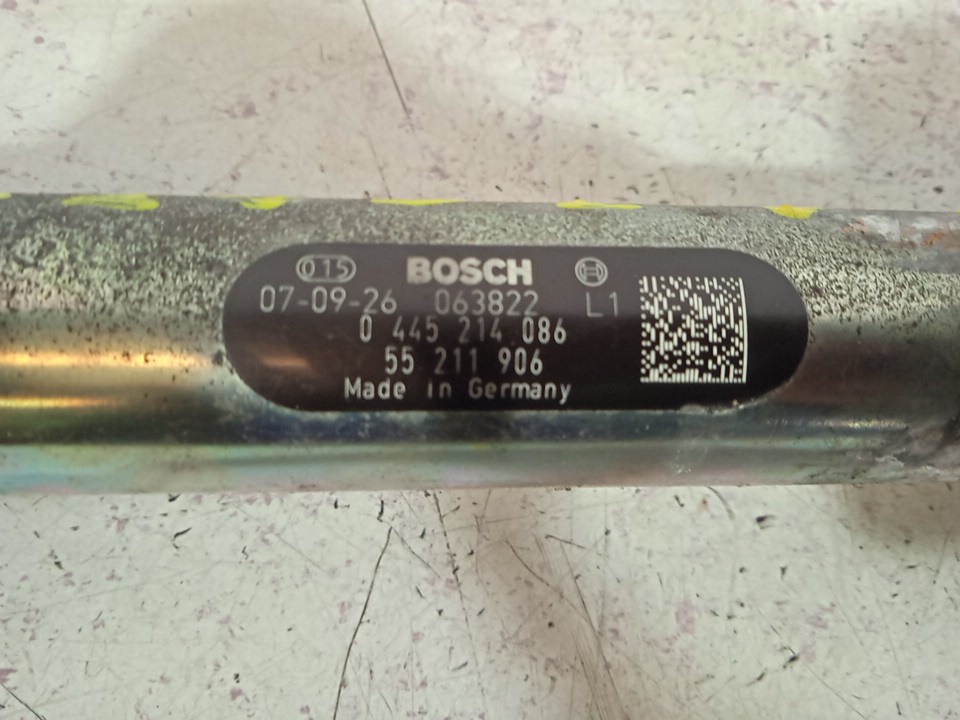 015 BOSCH
07-09-26 063822 L1
0 445 214 086
55 211 906
Made in Germany